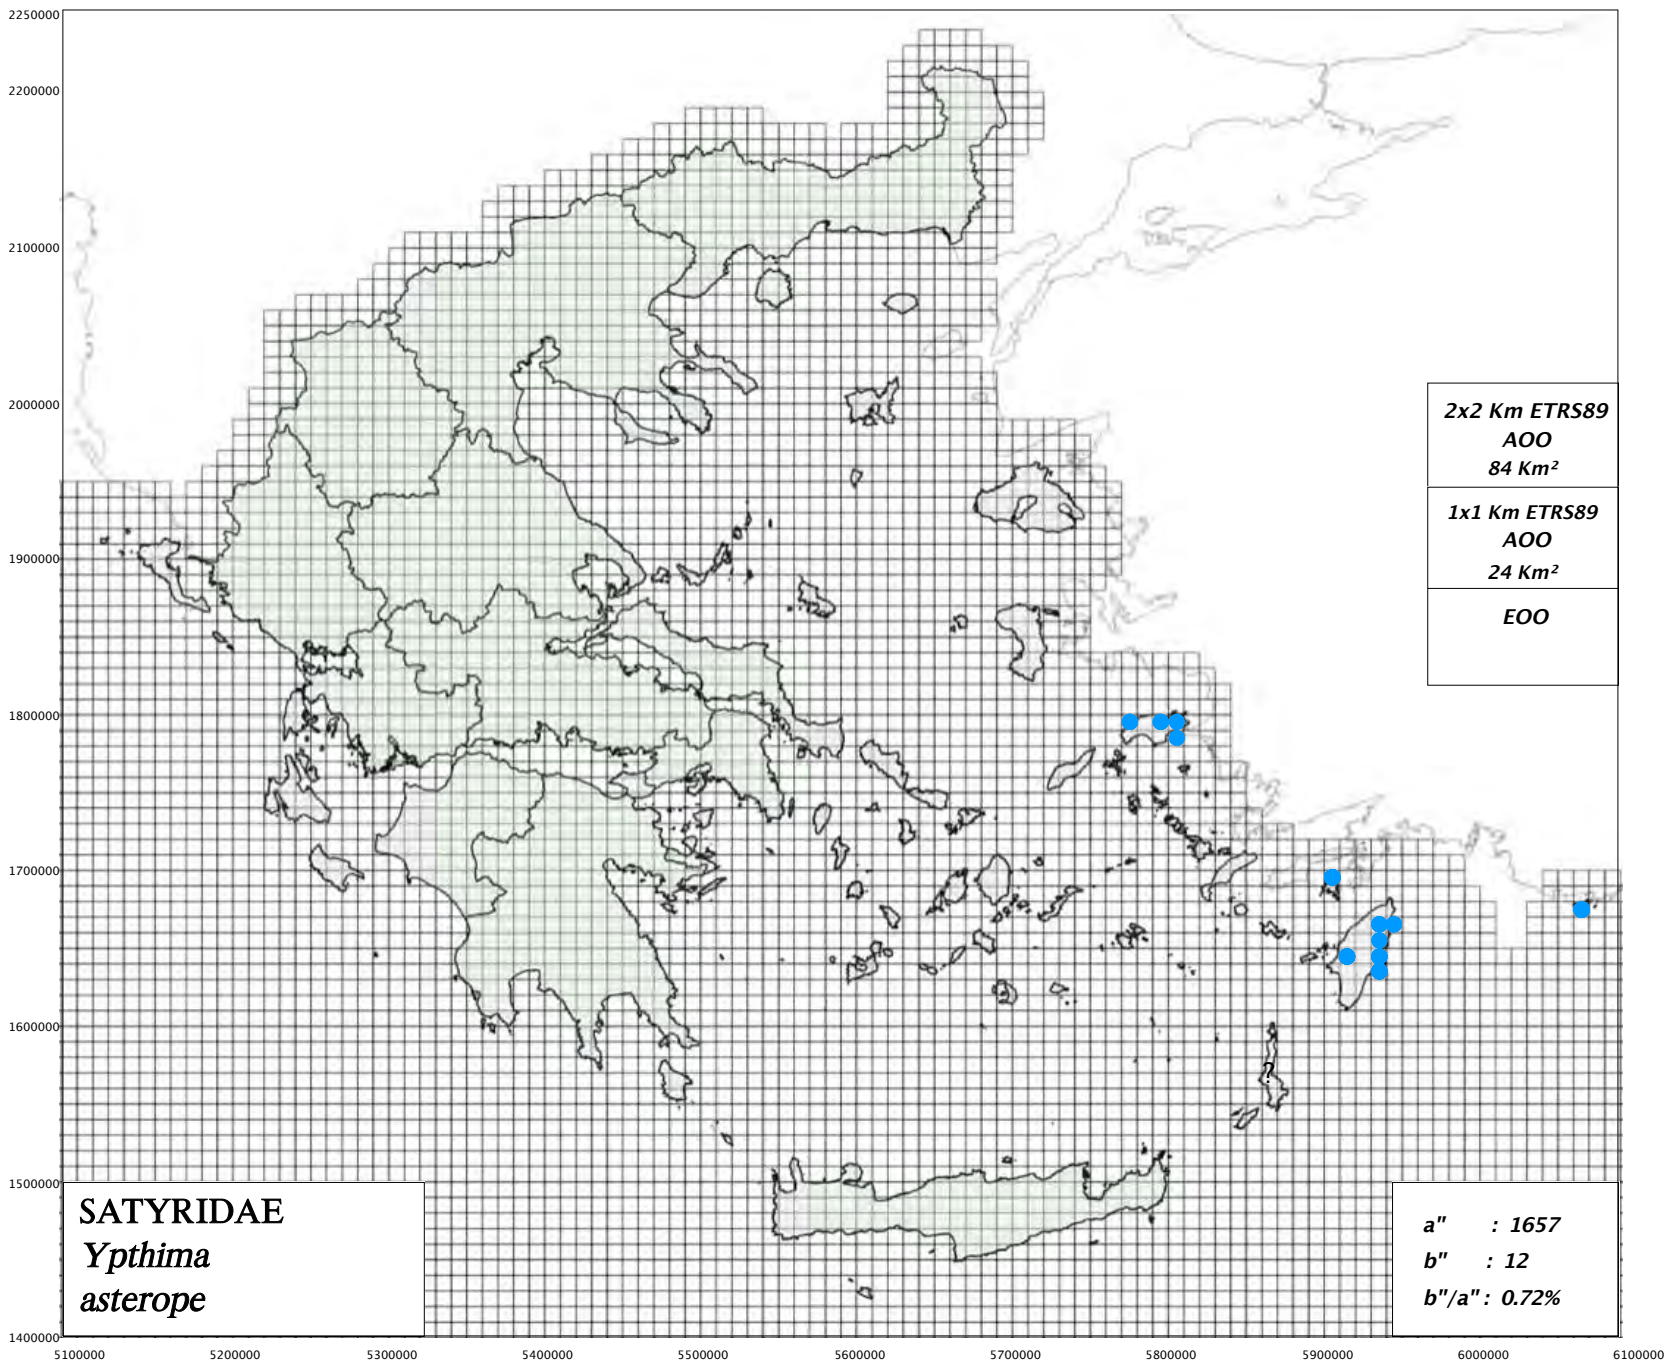 2250000
2200000
2100000
2000000
1900000
1800000
1700000
1600000
1500000
1400000
2x2 Km ETRS89
AOO
84 Km²
1x1 Km ETRS89
AOO
24 Km²
EOO
?
SATYRIDAE
Ypthima
asterope
a" : 1657
b" : 12
b"/a" : 0.72%
5100000 5200000 5300000 5400000 5500000 5600000 5700000 5800000 5900000 6000000 6100000